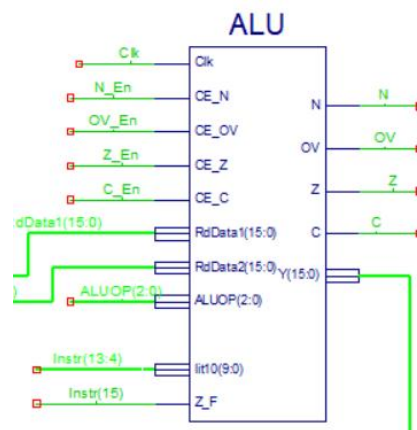 ALU
Clk
Clk
N_En
CE_N
N
N
OV_En
CE_OV
OV
OV
Z_En
CE_Z
Z
Z
C_En
CE_C
C
C
dData1(15:0)
RdData1(15:0)
RdData2(15:0)
Y(15:0)
ALUOP(2:0)
ALUOP(2:0)
Instr(13:4)
lit10(9:0)
Instr(15)
Z_F